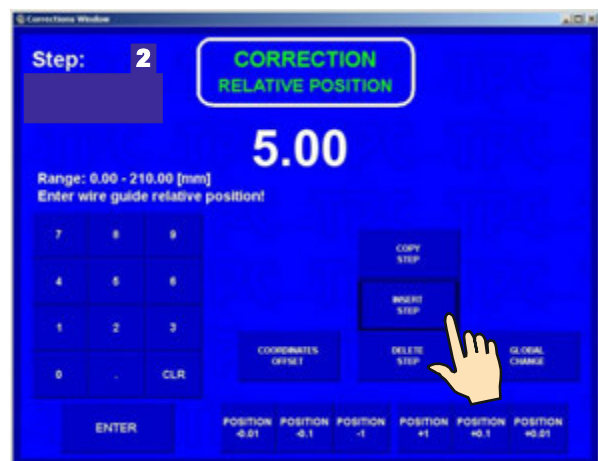 Corrections Window
Step: 2
CORRECTION
RELATIVE POSITION
5.00
Range: 0.00 - 210.00 [mm]
Enter wire guide relative position!
7 8 9
4 5 6
1 2 3
0 . CLR
ENTER
COPY
STEP
INSERT
STEP
COORDINATES
OFFSET
DELETE
STEP
GLOBAL
CHANGE
POSITION
-0.01
POSITION
-0.1
POSITION
-1
POSITION
+1
POSITION
+0.1
POSITION
+0.01